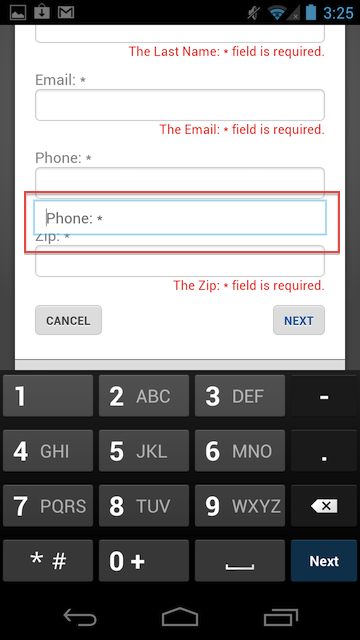 3:25
The Last Name: * field is required.
Email: *
The Email: * field is required.
Phone: *
Phone: *
Zip: *
The Zip: * field is required.
CANCEL NEXT
1 2 ABC 3 DEF -
4 GHI 5 JKL 6 MNO .
7 PQRS 8 TUV 9 WXYZ
* # 0 + Next